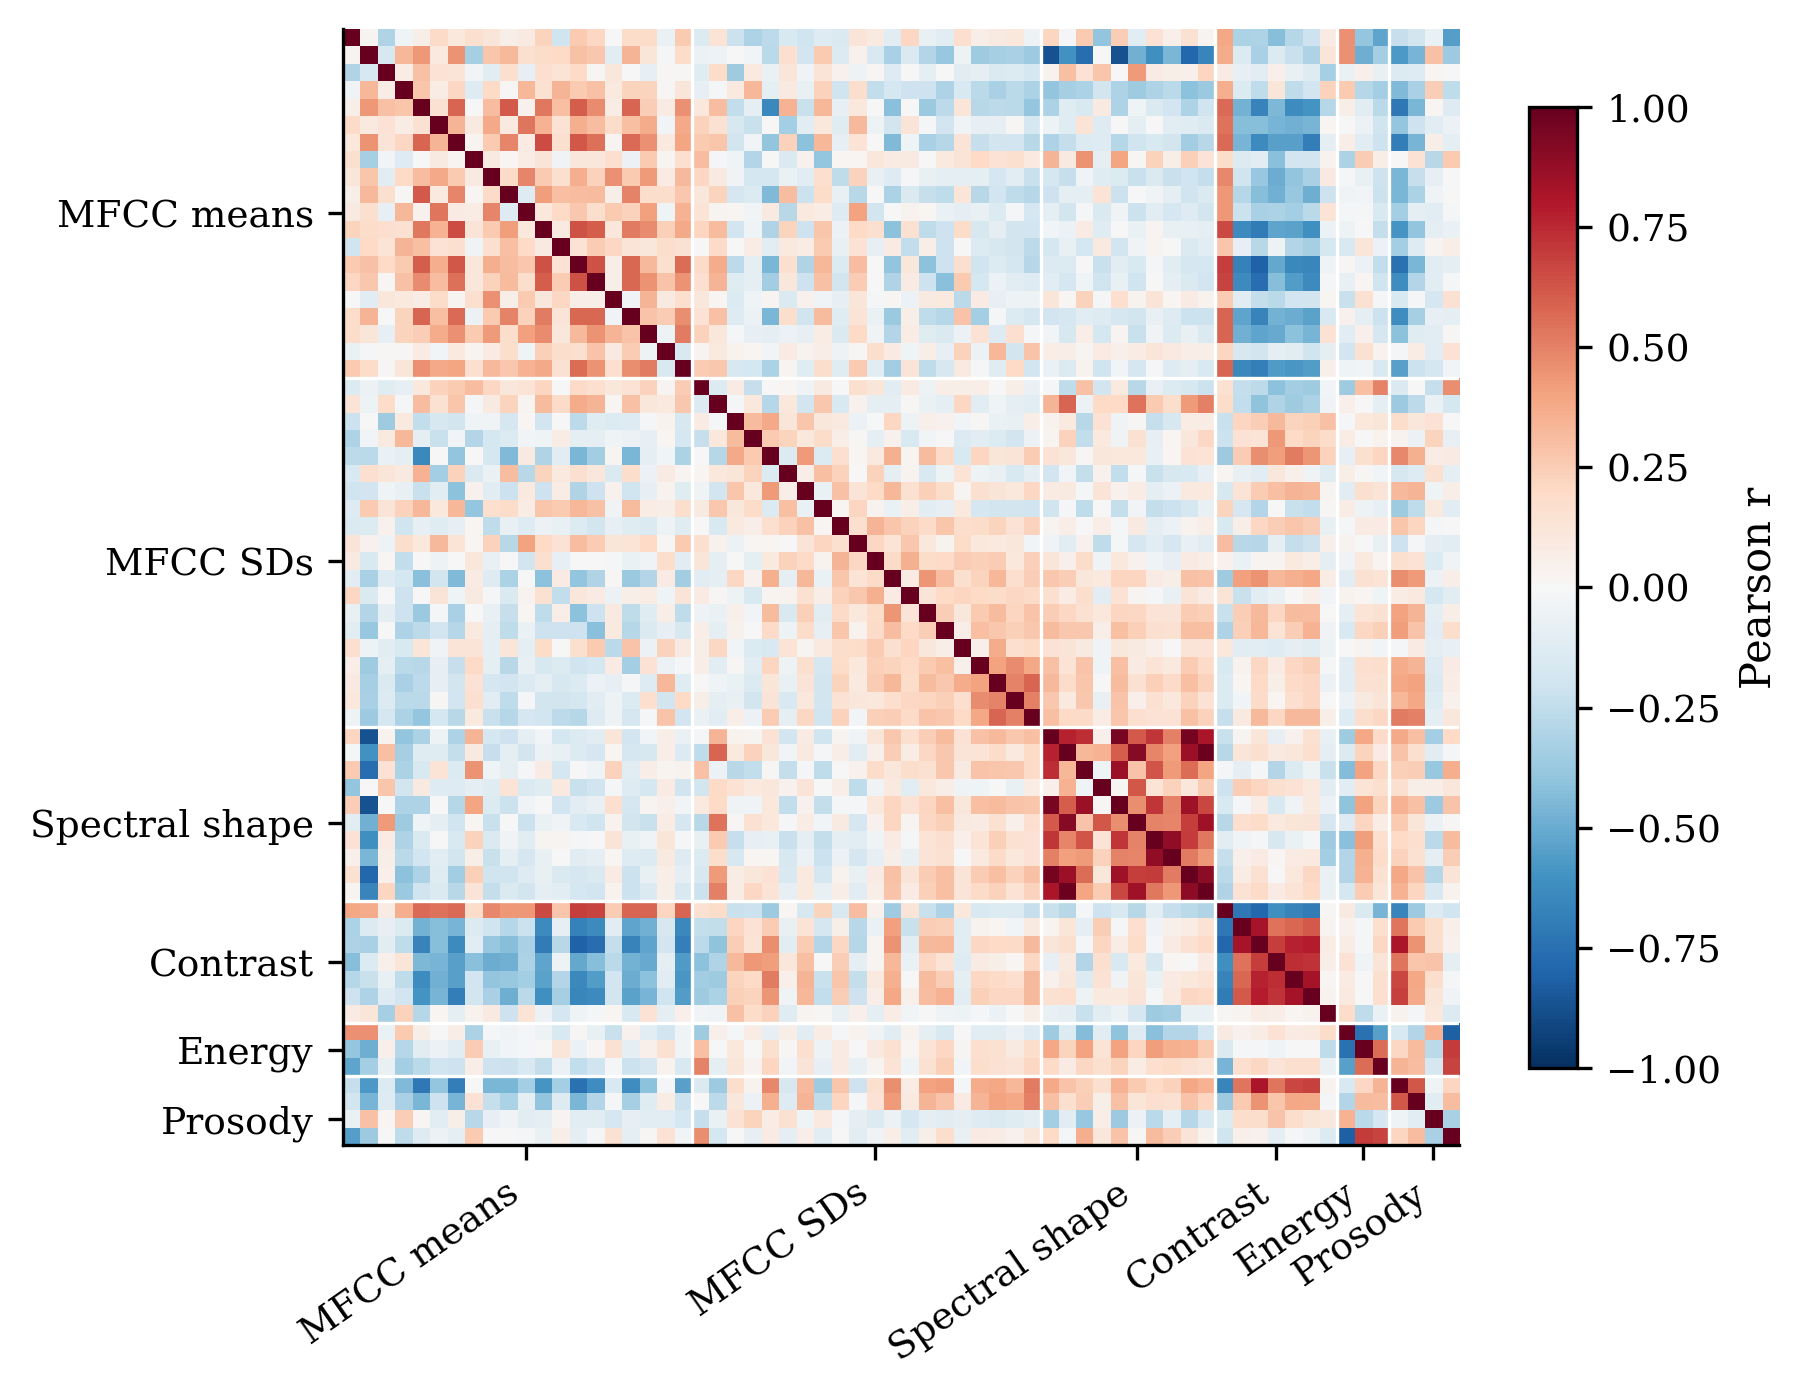 MFCC means
MFCC SDs
Spectral shape
Contrast
Energy
Prosody
MFCC means
MFCC SDs
Spectral shape
Contrast
Energy
Prosody
1.00
0.75
0.50
0.25
0.00
−0.25
−0.50
−0.75
−1.00
Pearson r